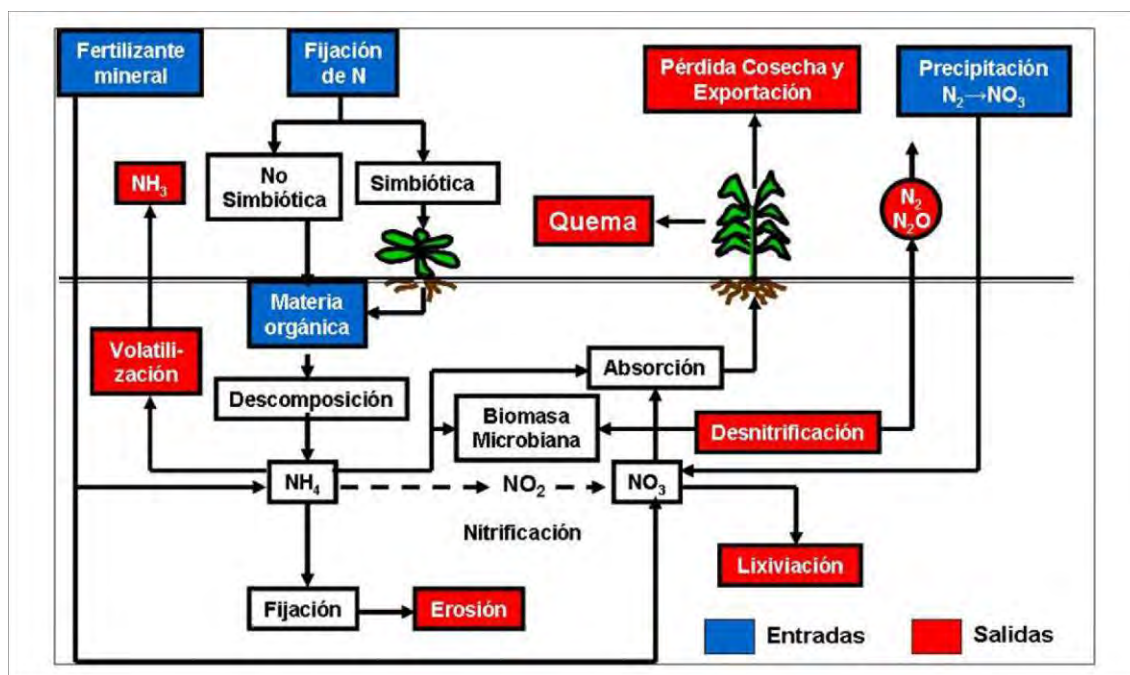 Fertilizante
mineral
Fijación
de N
Pérdida Cosecha y
Exportación
Precipitación
N₂→NO₃
NH₃
No
Simbiótica
Simbiótica
Quema
N₂
N₂O
Materia
orgánica
Volatili-
zación
Descomposición
Absorción
Biomasa
Microbiana
Desnitrificación
NH₄
NO₂
NO₃
Nitrificación
Lixiviación
Fijación
Erosión
Entradas
Salidas